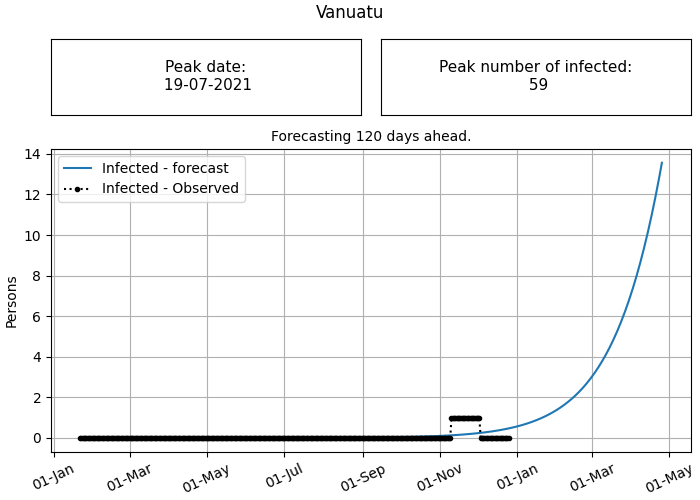 Vanuatu
Peak date:
19-07-2021
Peak number of infected:
59
Forecasting 120 days ahead.
Infected - forecast
Infected - Observed
Persons
14
12
10
8
6
4
2
0
01-Jan
01-Mar
01-May
01-Jul
01-Sep
01-Nov
01-Jan
01-Mar
01-May